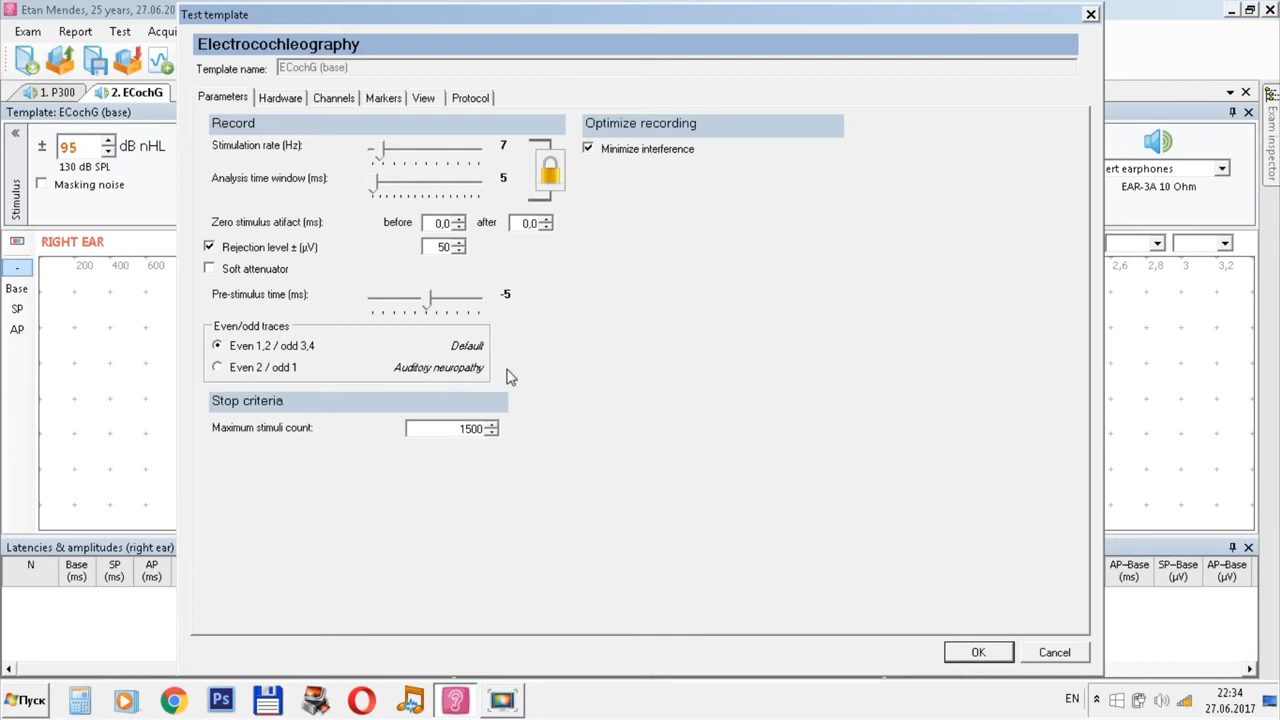 Etan Mendes, 25 years, 27.06.20
Test template
Exam Report Test Acqui
Electrocochleography
Template name: ECochG (base)
1. P300 2. ECochG
Parameters Hardware Channels Markers View Protocol
Template: ECochG (base)
Record Optimize recording
Stimulation rate (Hz): 7
Minimize interference
± 95 dB nHL
130 dB SPL
Masking noise
Stimulus
Analysis time window (ms): 5
ert earphones
EAR-3A 10 Ohm
Exam inspector
Zero stimulus atifact (ms): before 0,0 after 0,0
Rejection level ± (µV) 50
Soft attenuator
RIGHT EAR
200 400 600
2,6 2,8 3 3,2
-
Base
SP
AP
Pre-stimulus time (ms): -5
Even/odd traces
Even 1,2 / odd 3,4 Default
Even 2 / odd 1 Auditory neuropathy
Stop criteria
Maximum stimuli count: 1500
Latencies & amplitudes (right ear)
N Base (ms) SP (ms) AP (ms)
AP-Base (ms) SP-Base (µV) AP-Base (µV)
OK Cancel
Пуск
Ps
EN
22:34
27.06.2017